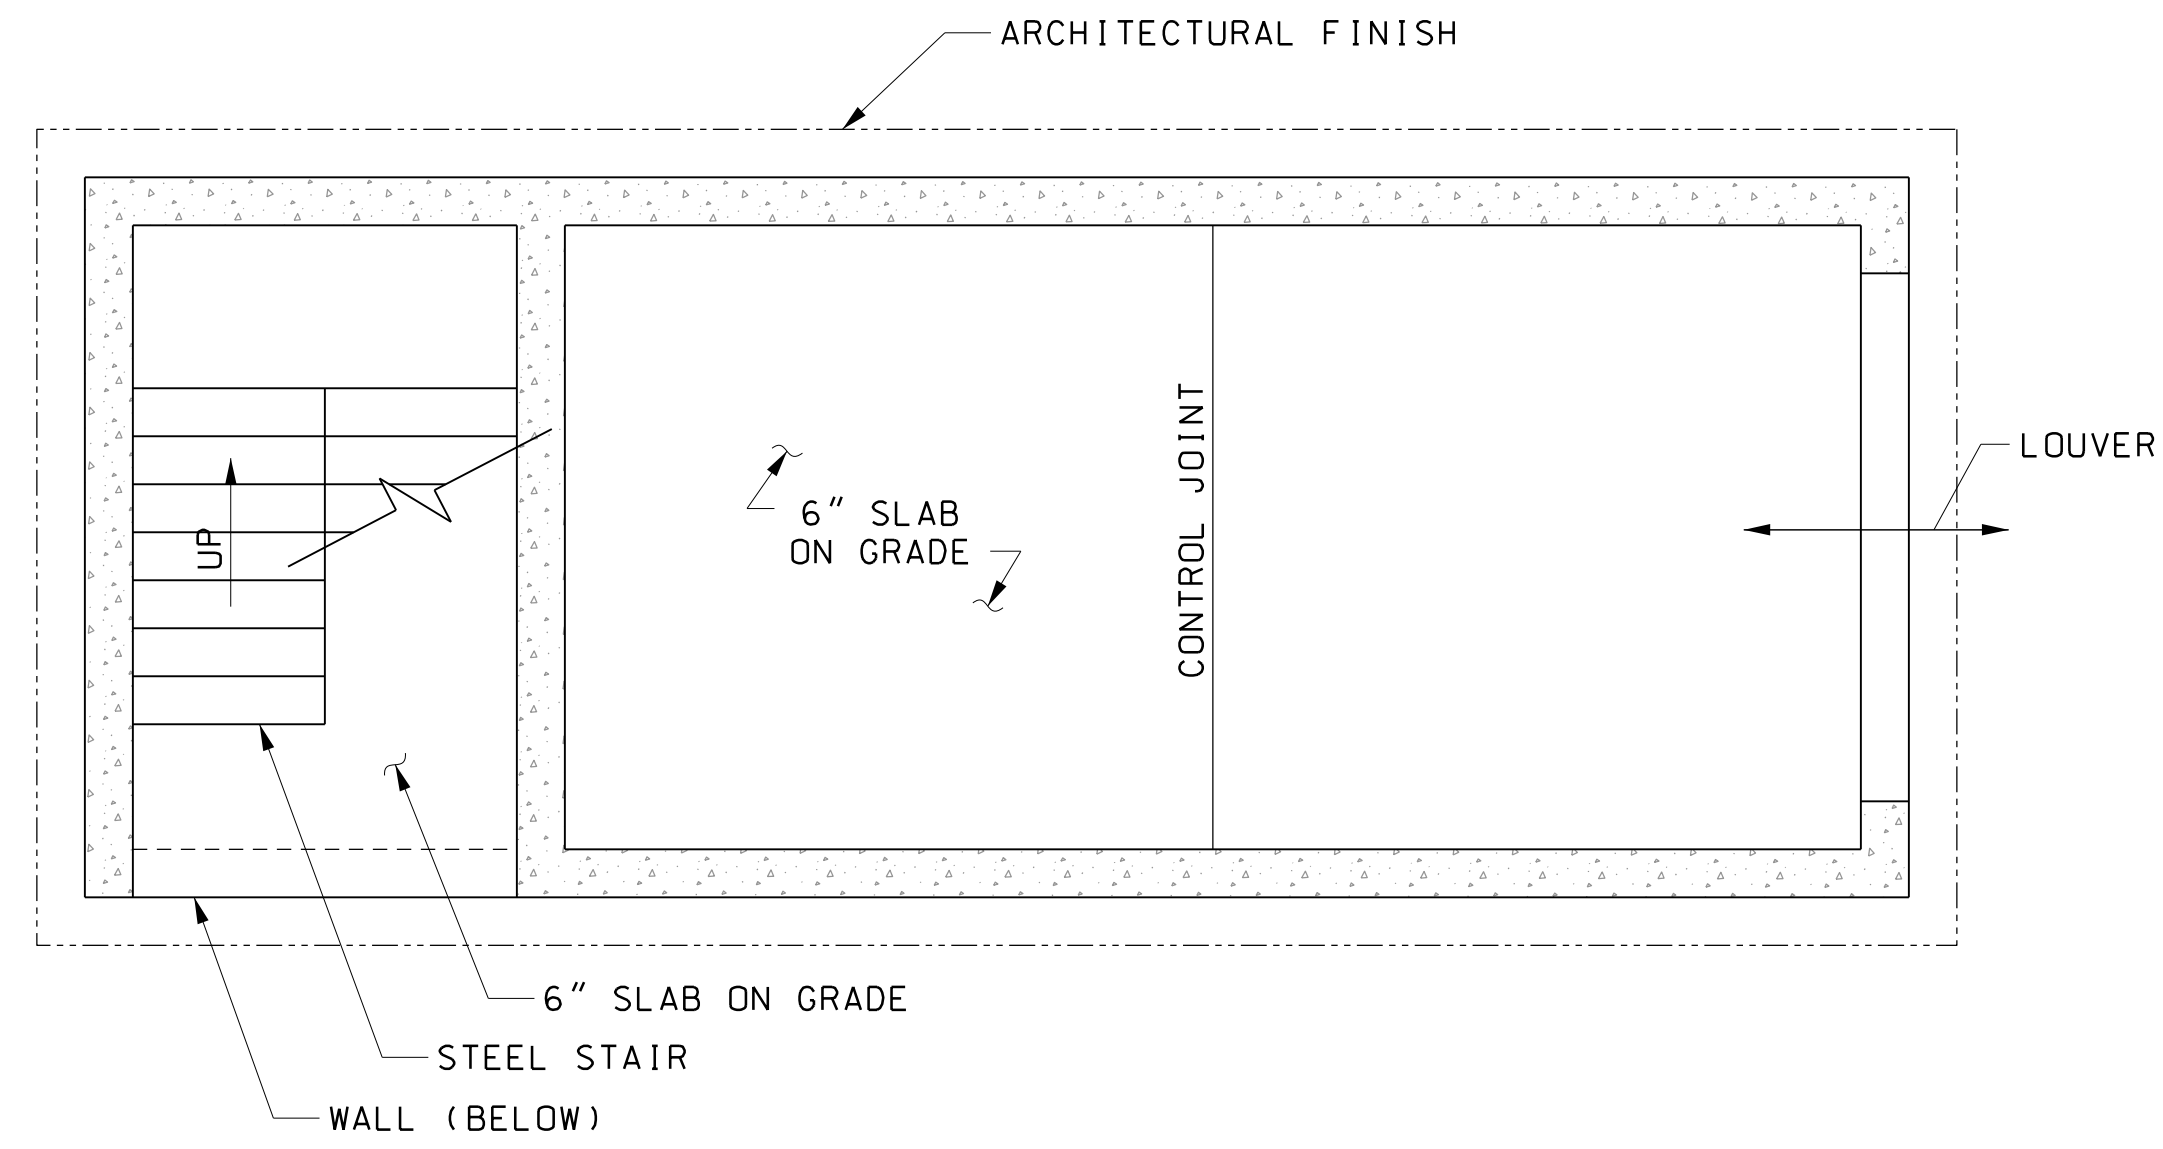 ARCHITECTURAL FINISH
LOUVER
CONTROL JOINT
6" SLAB
ON GRADE
UP
6" SLAB ON GRADE
STEEL STAIR
WALL (BELOW)